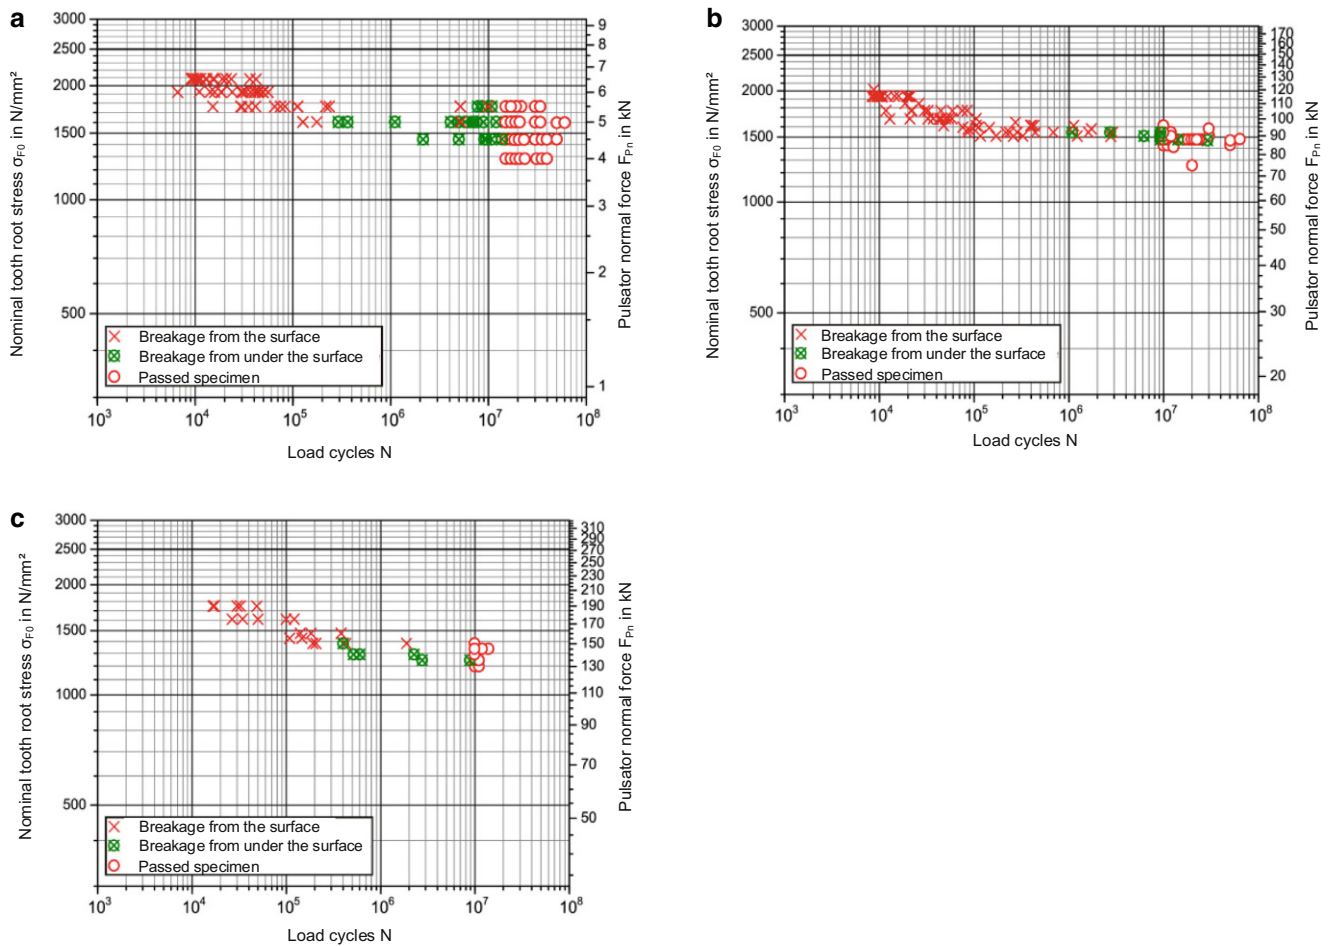 a
3000
2500
2000
1500
1000
500
Nominal tooth root stress σF0 in N/mm²
9
8
7
6
5
4
3
2
1
Pulsator normal force FPn in kN
Breakage from the surface
Breakage from under the surface
Passed specimen
10³ 10⁴ 10⁵ 10⁶ 10⁷ 10⁸
Load cycles N
b
3000
2500
2000
1500
1000
500
Nominal tooth root stress σF0 in N/mm²
170
160
150
140
130
120
110
100
90
80
70
60
50
40
30
20
Pulsator normal force FPn in kN
Breakage from the surface
Breakage from under the surface
Passed specimen
10³ 10⁴ 10⁵ 10⁶ 10⁷ 10⁸
Load cycles N
c
3000
2500
2000
1500
1000
500
Nominal tooth root stress σF0 in N/mm²
310
290
270
250
230
210
190
170
150
130
110
90
70
50
Pulsator normal force FPn in kN
Breakage from the surface
Breakage from under the surface
Passed specimen
10³ 10⁴ 10⁵ 10⁶ 10⁷ 10⁸
Load cycles N